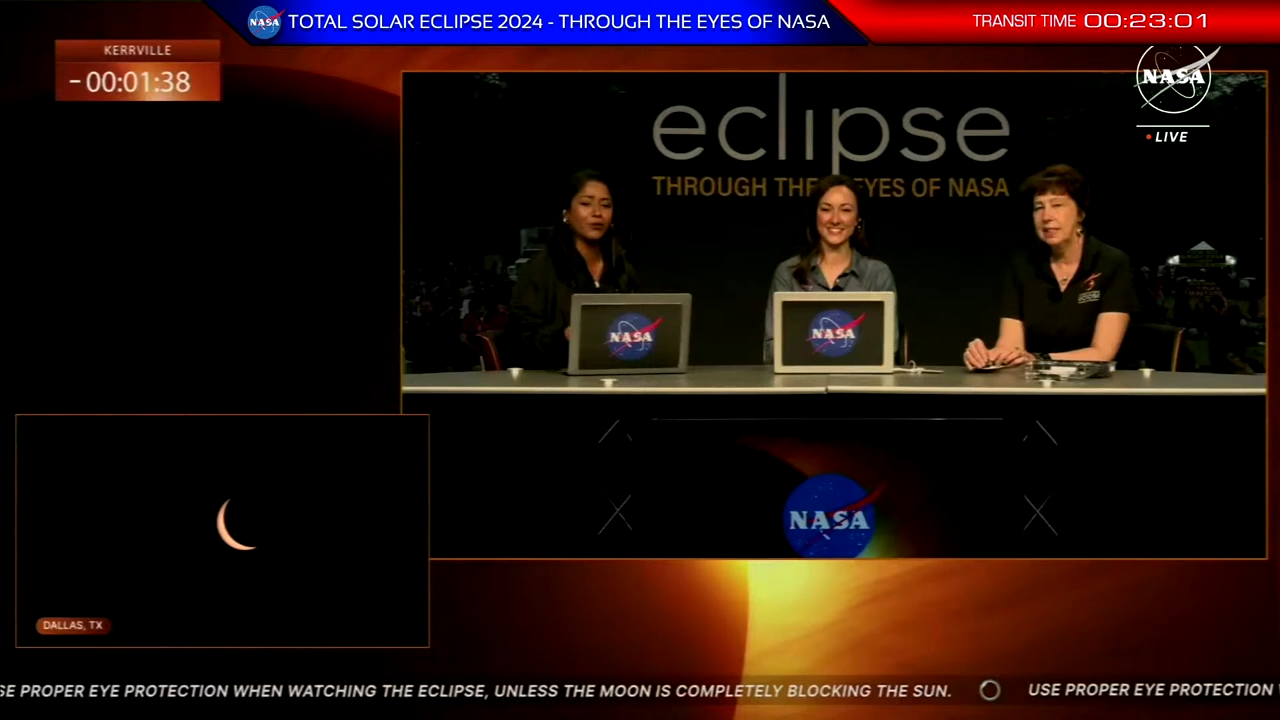 NASA TOTAL SOLAR ECLIPSE 2024 - THROUGH THE EYES OF NASA
TRANSIT TIME 00:23:01
KERRVILLE
-00:01:38
NASA
LIVE
eclipse
THROUGH THE EYES OF NASA
NASA
NASA
NASA
DALLAS, TX
SE PROPER EYE PROTECTION WHEN WATCHING THE ECLIPSE, UNLESS THE MOON IS COMPLETELY BLOCKING THE SUN. USE PROPER EYE PROTECTION